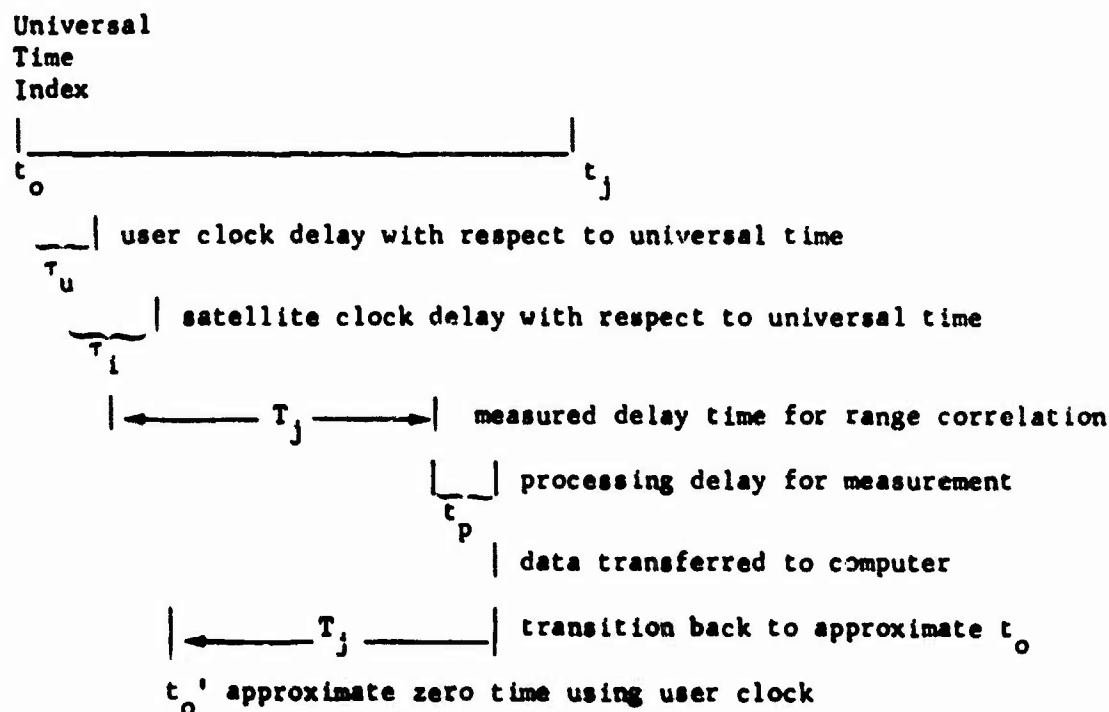 Universal
Time
Index
t_o t_j
user clock delay with respect to universal time
τ_u
satellite clock delay with respect to universal time
τ_i
T_j measured delay time for range correlation
processing delay for measurement
t_p
data transferred to computer
T_j transition back to approximate t_o
t_o' approximate zero time using user clock